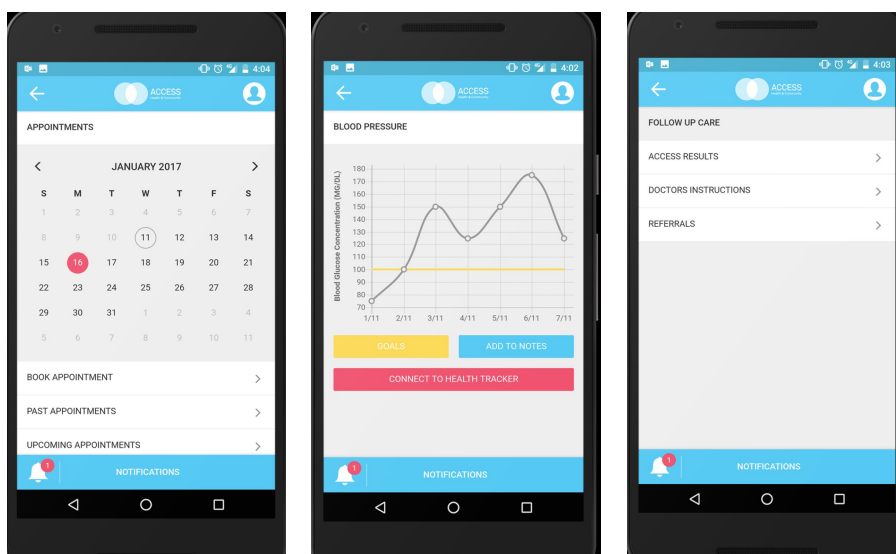 4:04
ACCESS
APPOINTMENTS
JANUARY 2017
S M T W T F S
1 2 3 4 5 6 7
8 9 10 11 12 13 14
15 16 17 18 19 20 21
22 23 24 25 26 27 28
29 30 31 1 2 3 4
5 6 7 8 9 10 11
BOOK APPOINTMENT
PAST APPOINTMENTS
UPCOMING APPOINTMENTS
1
NOTIFICATIONS
4:02
ACCESS
BLOOD PRESSURE
Blood Glucose Concentration (MG/DL)
180
170
160
150
140
130
120
110
100
90
80
70
1/11 2/11 3/11 4/11 5/11 6/11 7/11
GOALS
ADD TO NOTES
CONNECT TO HEALTH TRACKER
1
NOTIFICATIONS
4:03
ACCESS
FOLLOW UP CARE
ACCESS RESULTS
DOCTORS INSTRUCTIONS
REFERRALS
1
NOTIFICATIONS